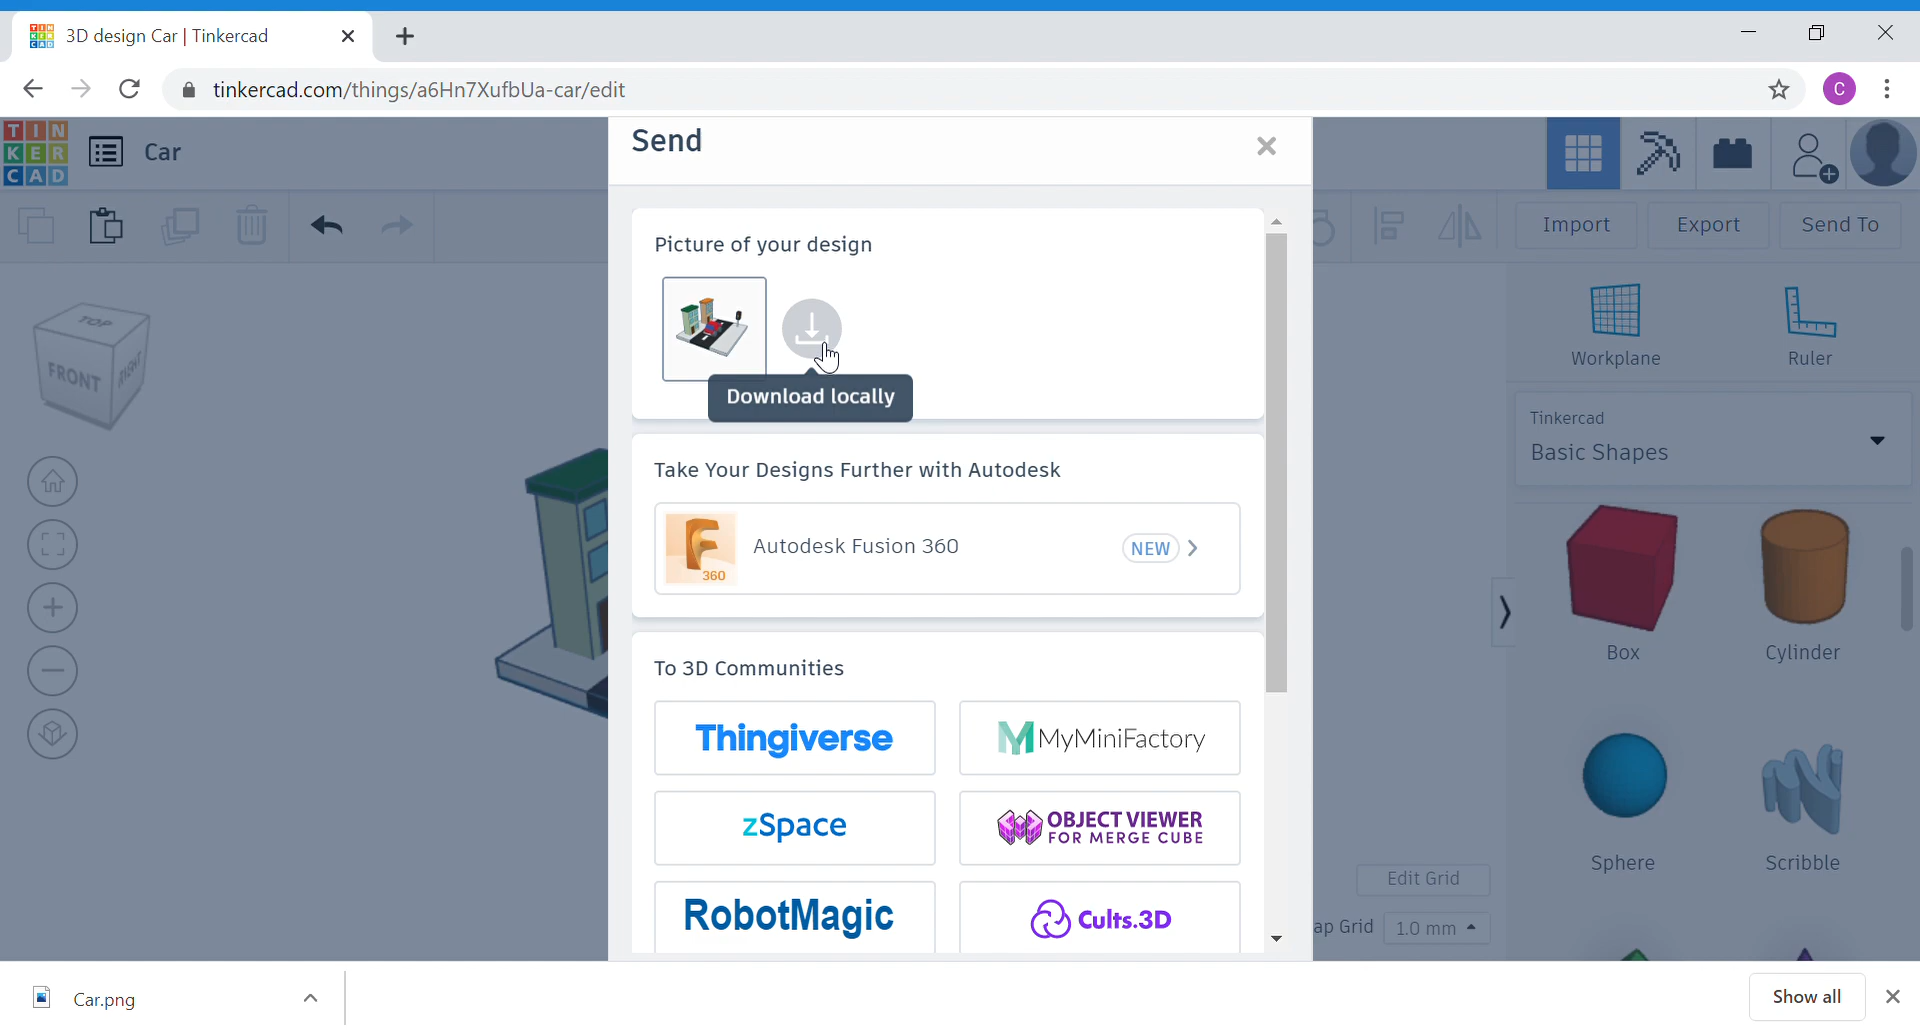 3D design Car | Tinkercad
tinkercad.com/things/a6Hn7XufbUa-car/edit
C
TIN
KER
CAD
Car
Send
Import
Export
Send To
Picture of your design
Download locally
TOP
FRONT
RIGHT
Workplane
Ruler
Tinkercad
Basic Shapes
Take Your Designs Further with Autodesk
360
Autodesk Fusion 360
NEW
Box
Cylinder
To 3D Communities
Thingiverse
MyMiniFactory
zSpace
OBJECT VIEWER
FOR MERGE CUBE
Sphere
Scribble
RobotMagic
Cults.3D
Edit Grid
ap Grid
1.0 mm
Car.png
Show all